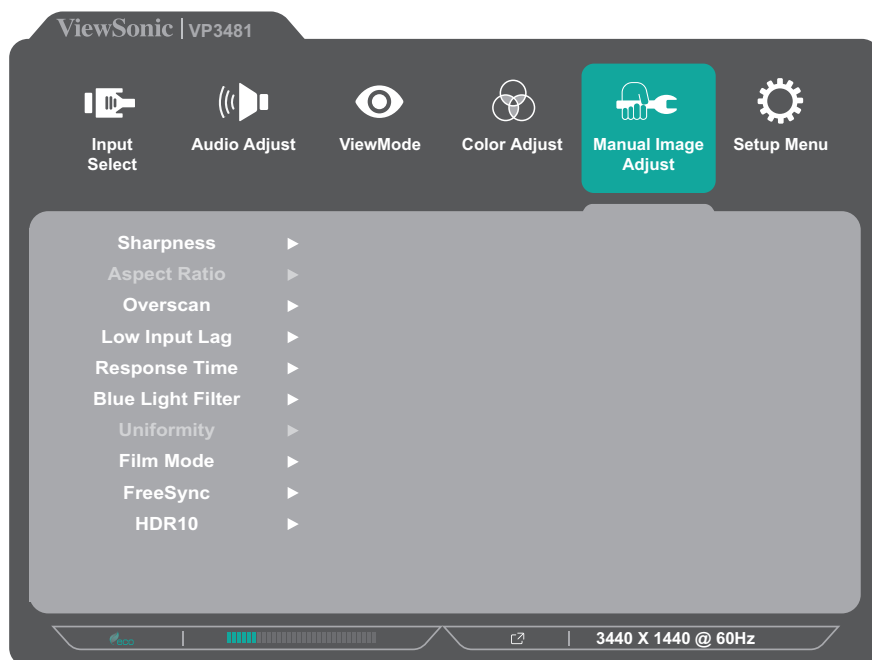 ViewSonic | VP3481
Input Select
Audio Adjust
ViewMode
Color Adjust
Manual Image Adjust
Setup Menu
Sharpness
Aspect Ratio
Overscan
Low Input Lag
Response Time
Blue Light Filter
Uniformity
Film Mode
FreeSync
HDR10
eco
3440 X 1440 @ 60Hz